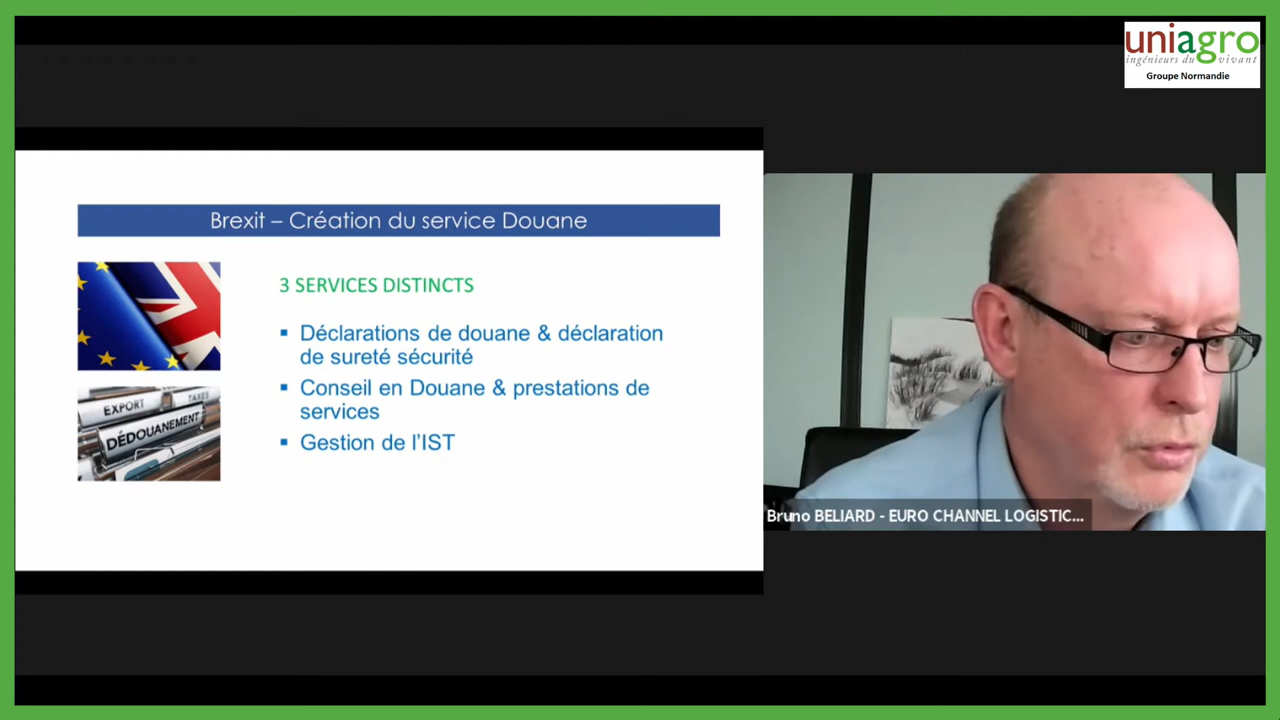 uniagro
ingénieurs du vivant
Groupe Normandie
Brexit – Création du service Douane
3 SERVICES DISTINCTS
▪ Déclarations de douane & déclaration
de sureté sécurité
▪ Conseil en Douane & prestations de
services
▪ Gestion de l'IST
EXPORT
TAXES
DÉDOUANEMENT
Bruno BELIARD - EURO CHANNEL LOGISTIC...